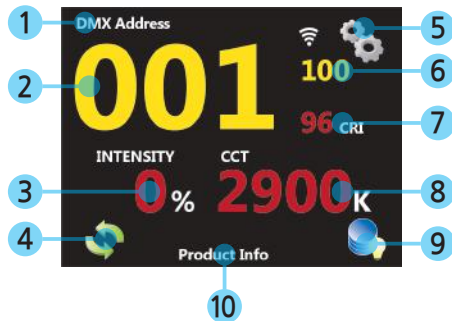 1 DMX Address 5
2 001 100 6
96 CRI 7
INTENSITY CCT
3 0 % 2900 K 8
4 9
Product Info
10